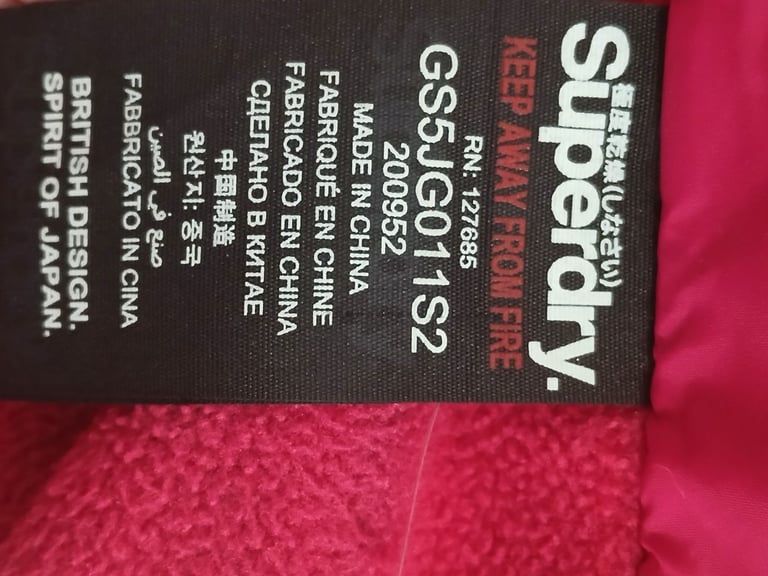 極度乾燥(しなさい)
Superdry.
KEEP AWAY FROM FIRE
RN: 127685
GS5JG011S2
200952
MADE IN CHINA
FABRIQUÉ EN CHINE
FABRICADO EN CHINA
СДЕЛАНО В КИТАЕ
中國制造
원산지: 중국
صنع في الصين
FABBRICATO IN CINA
BRITISH DESIGN.
SPIRIT OF JAPAN.